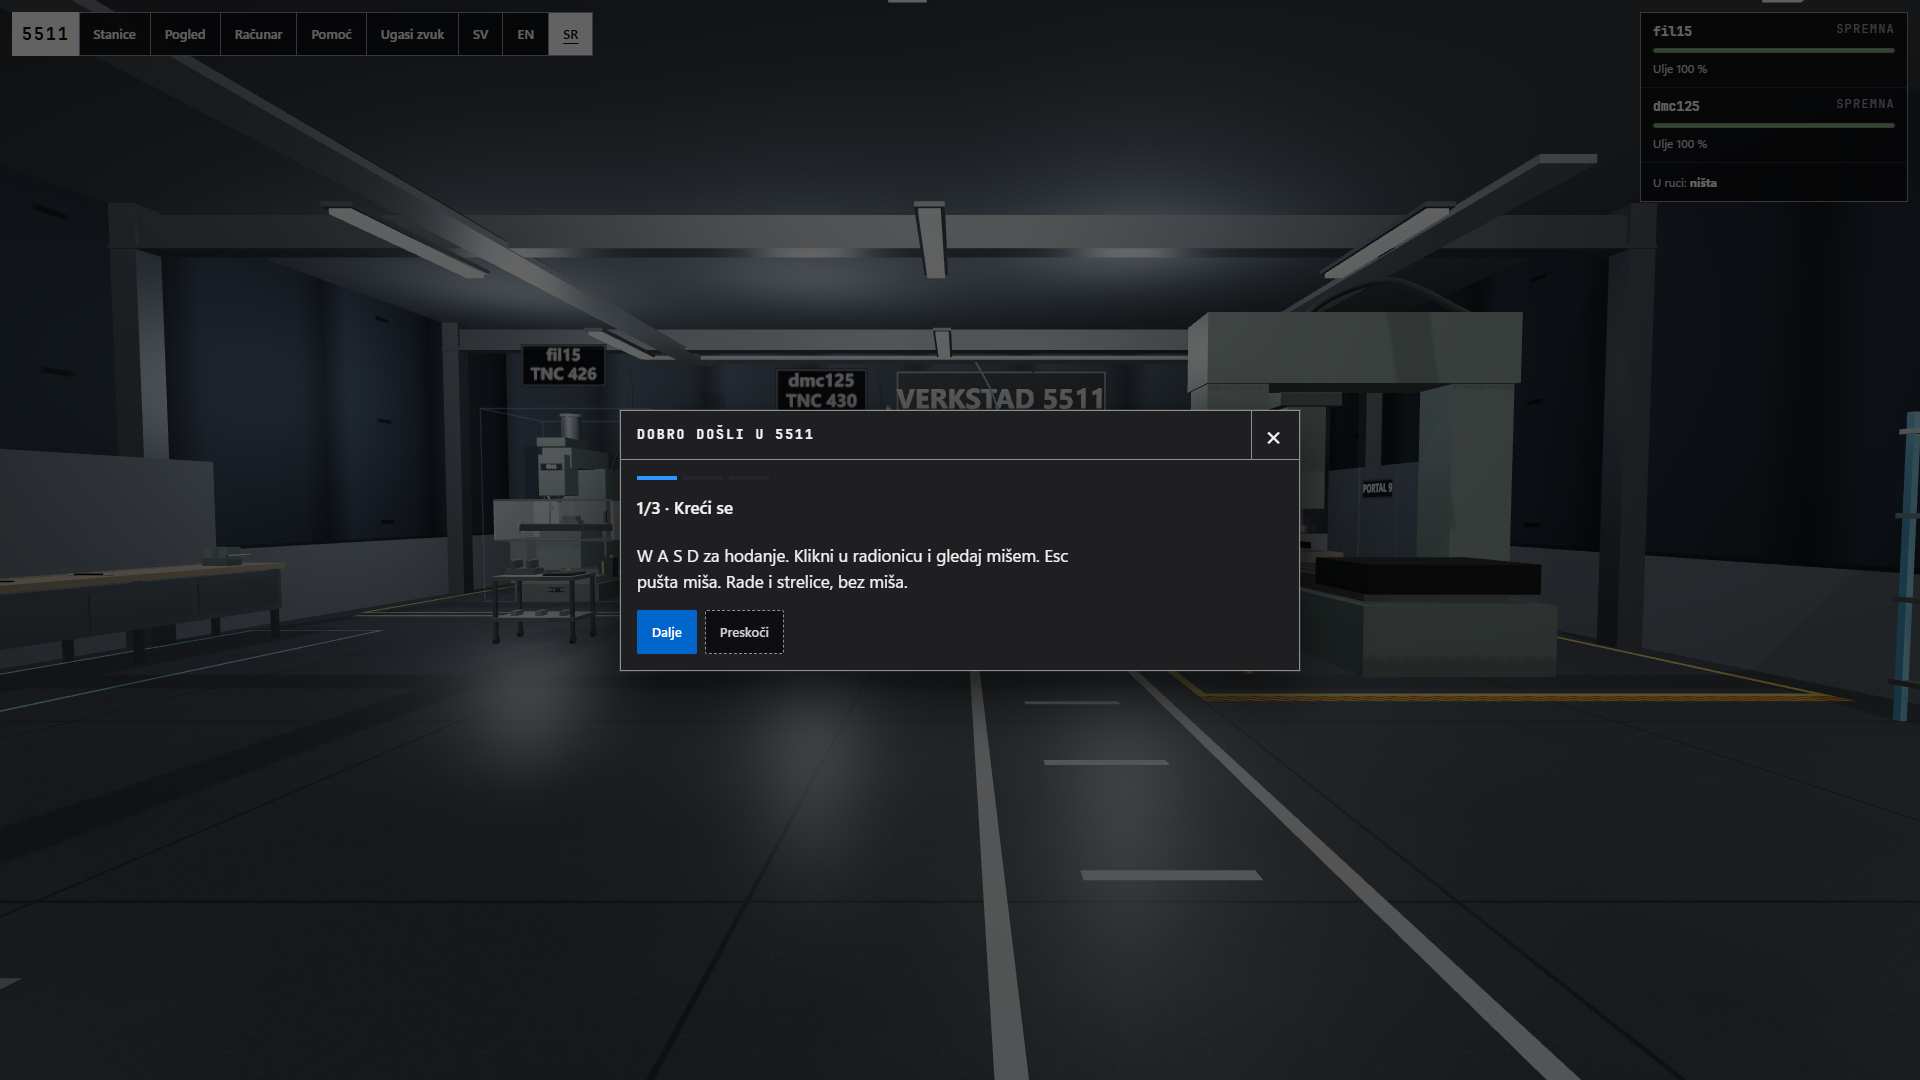 5511 Stanice Pogled Računar Pomoć Ugasi zvuk SV EN SR
fil15 SPREMNA
Ulje 100 %
dmc125 SPREMNA
Ulje 100 %
U ruci: ništa
fil15
TNC 426
dmc125
TNC 430
VERKSTAD 5511
PORTAL 9
DOBRO DOŠLI U 5511
1/3 · Kreći se
W A S D za hodanje. Klikni u radionicu i gledaj mišem. Esc
pušta miša. Rade i strelice, bez miša.
Dalje Preskoči